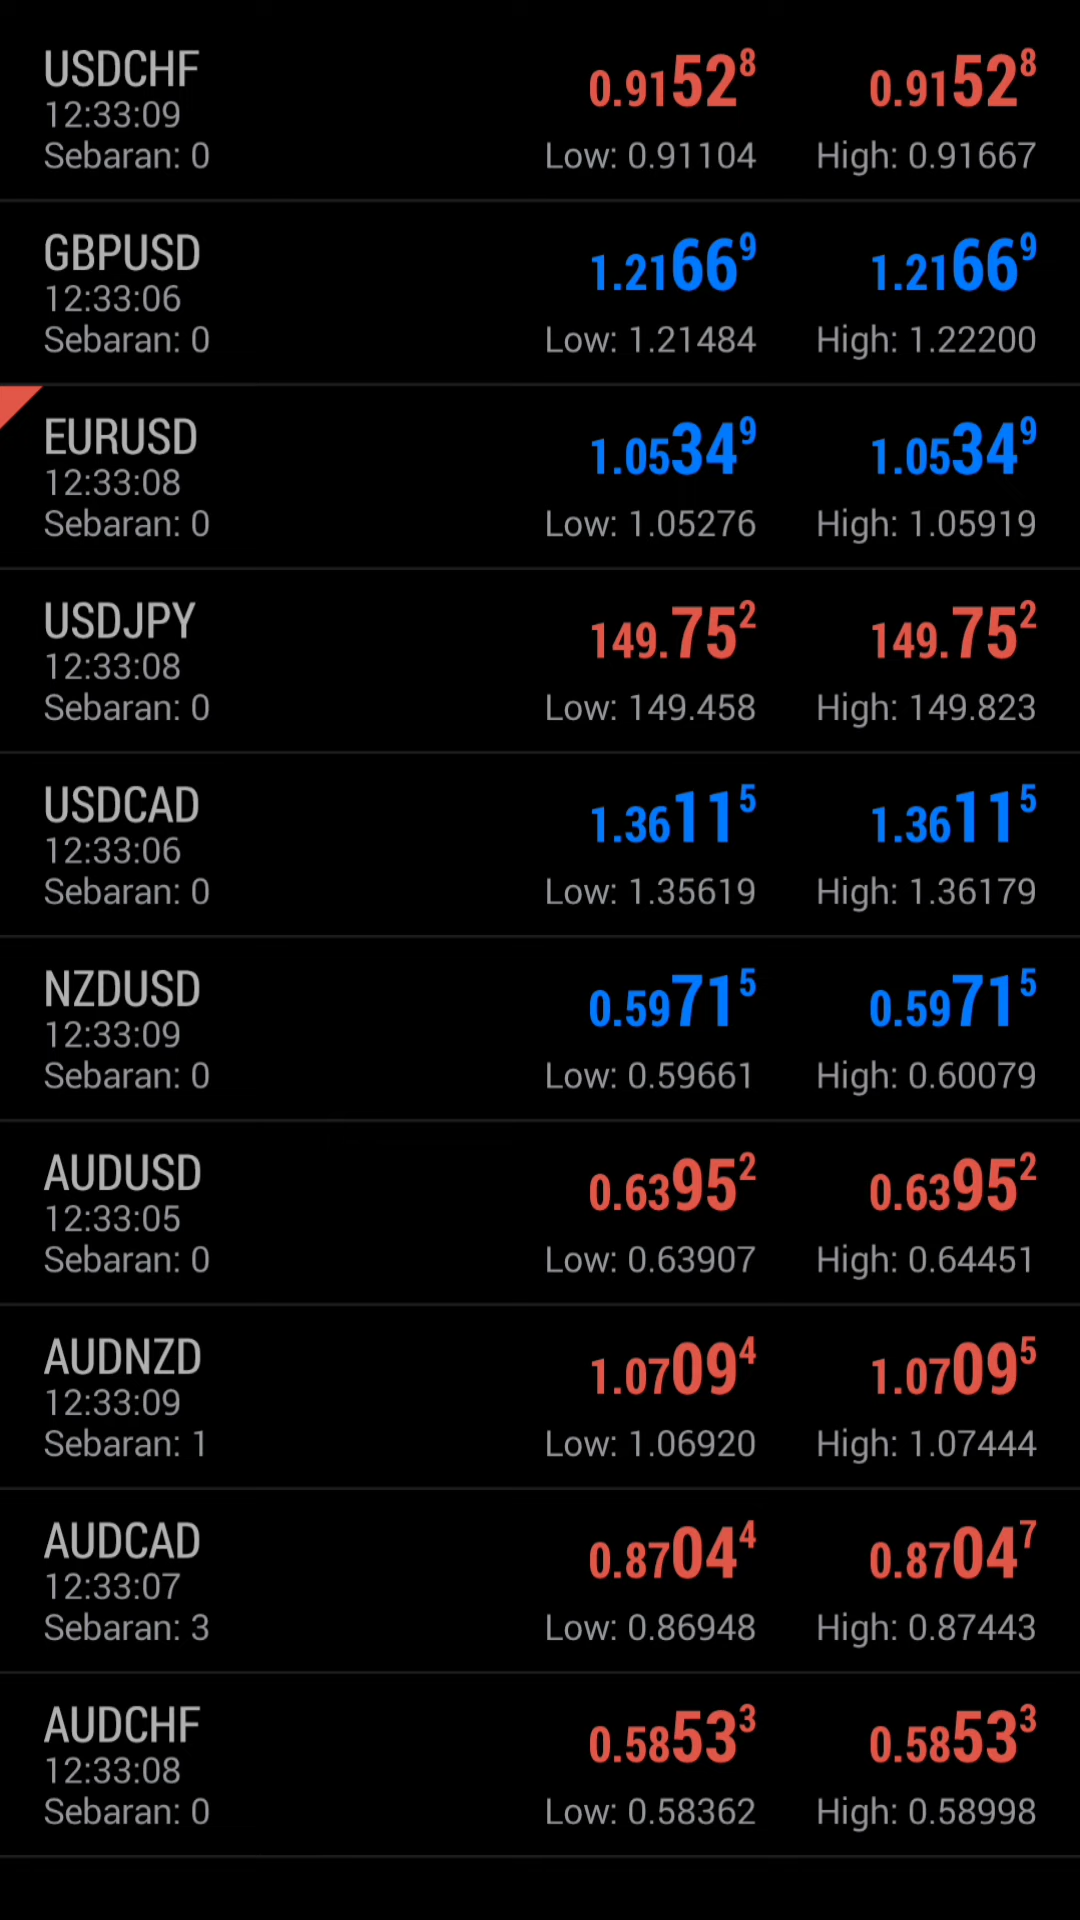 USDCHF 0.91528 0.91528
12:33:09
Sebaran: 0 Low: 0.91104 High: 0.91667
GBPUSD 1.21669 1.21669
12:33:06
Sebaran: 0 Low: 1.21484 High: 1.22200
EURUSD 1.05349 1.05349
12:33:08
Sebaran: 0 Low: 1.05276 High: 1.05919
USDJPY 149.752 149.752
12:33:08
Sebaran: 0 Low: 149.458 High: 149.823
USDCAD 1.36115 1.36115
12:33:06
Sebaran: 0 Low: 1.35619 High: 1.36179
NZDUSD 0.59715 0.59715
12:33:09
Sebaran: 0 Low: 0.59661 High: 0.60079
AUDUSD 0.63952 0.63952
12:33:05
Sebaran: 0 Low: 0.63907 High: 0.64451
AUDNZD 1.07094 1.07095
12:33:09
Sebaran: 1 Low: 1.06920 High: 1.07444
AUDCAD 0.87044 0.87047
12:33:07
Sebaran: 3 Low: 0.86948 High: 0.87443
AUDCHF 0.58533 0.58533
12:33:08
Sebaran: 0 Low: 0.58362 High: 0.58998